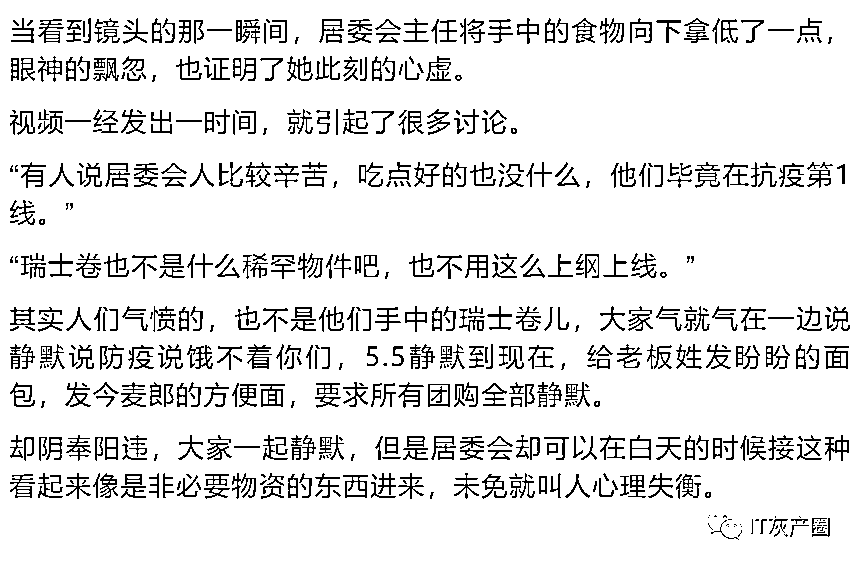 当看到镜头的那一瞬间，居委会主任将手中的食物向下拿低了一点，
眼神的飘忽，也证明了她此刻的心虚。
视频一经发出一时间，就引起了很多讨论。
“有人说居委会人比较辛苦，吃点好的也没什么，他们毕竟在抗疫第1
线。”
“瑞士卷也不是什么稀罕物件吧，也不用这么上纲上线。”
其实人们气愤的，也不是他们手中的瑞士卷儿，大家气就气在一边说
静默说防疫说饿不着你们，5.5静默到现在，给老板姓发盼盼的面
包，发今麦郎的方便面，要求所有团购全部静默。
却阴奉阳违，大家一起静默，但是居委会却可以在白天的时候接这种
看起来像是非必要物资的东西进来，未免就叫人心理失衡。
IT灰产圈